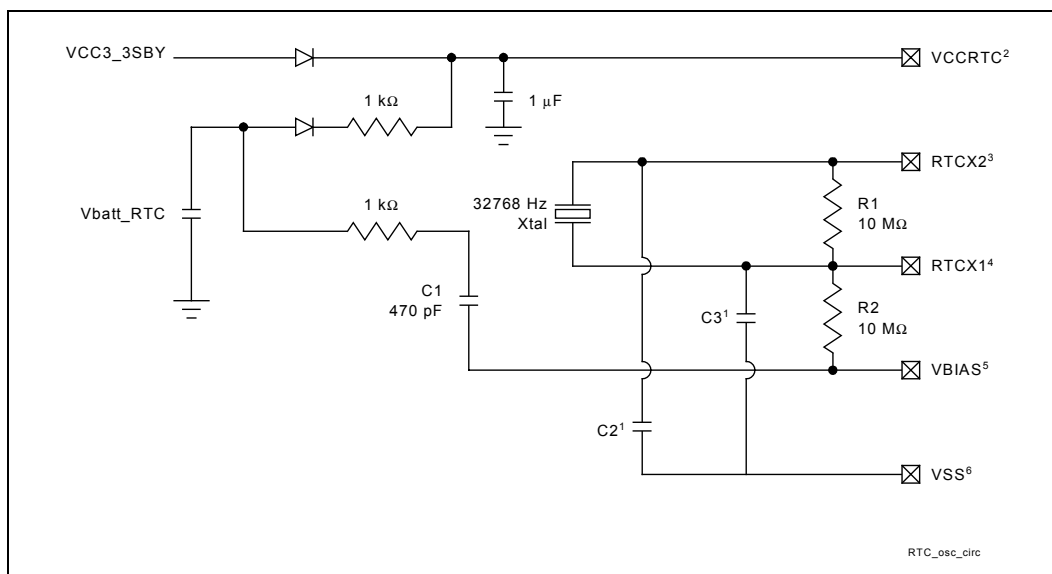 VCC3_3SBY
VCCRTC²
1 kΩ
1 µF
RTCX2³
Vbatt_RTC
1 kΩ
32768 Hz
Xtal
R1
10 MΩ
RTCX1⁴
C1
470 pF
C3¹
R2
10 MΩ
VBIAS⁵
C2¹
VSS⁶
RTC_osc_circ